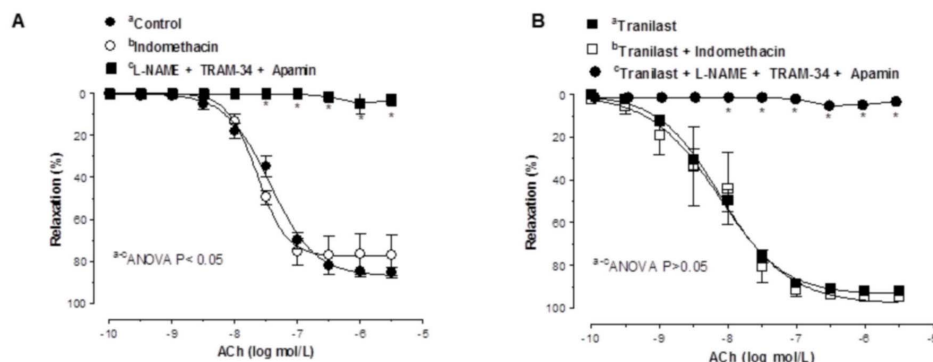 A
ᵃControl
ᵇIndomethacin
ᶜL-NAME + TRAM-34 + Apamin
0
20
40
60
80
100
Relaxation (%)
* * * * *
ᵃ⁻ᶜANOVA P< 0.05
-10 -9 -8 -7 -6 -5
ACh (log mol/L)
B
ᵃTranilast
ᵇTranilast + Indomethacin
ᶜTranilast + L-NAME + TRAM-34 + Apamin
0
20
40
60
80
100
Relaxation (%)
* * * * * *
ᵃ⁻ᶜANOVA P>0.05
-10 -9 -8 -7 -6 -5
ACh (log mol/L)